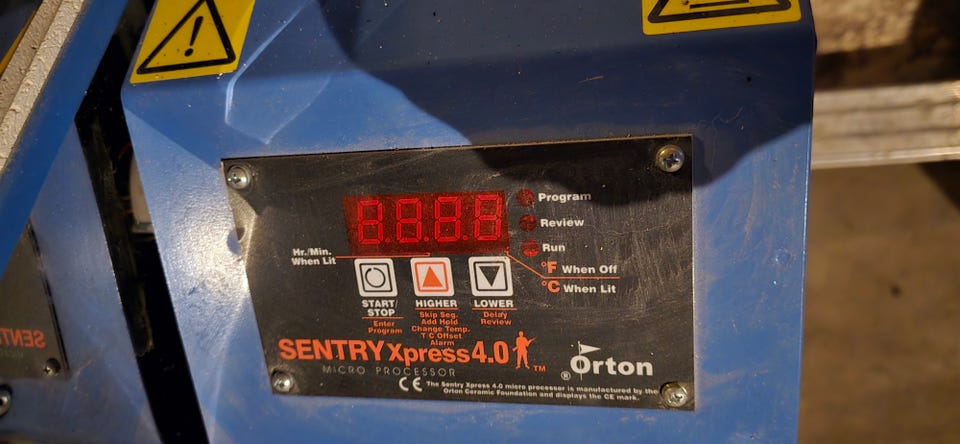 8.8.8.8
Program
Review
Run
Hr./Min.
When Lit
°F When Off
°C When Lit
START/
STOP
Enter
Program
HIGHER
Skip Seg.
Add Hold
Change Temp.
T C Offset
Alarm
LOWER
Delay
Review
SENTRY Xpress 4.0 TM
MICRO PROCESSOR
® Orton
CE The Sentry Xpress 4.0 micro processor is manufactured by the
Orton Ceramic Foundation and displays the CE mark.
SENT